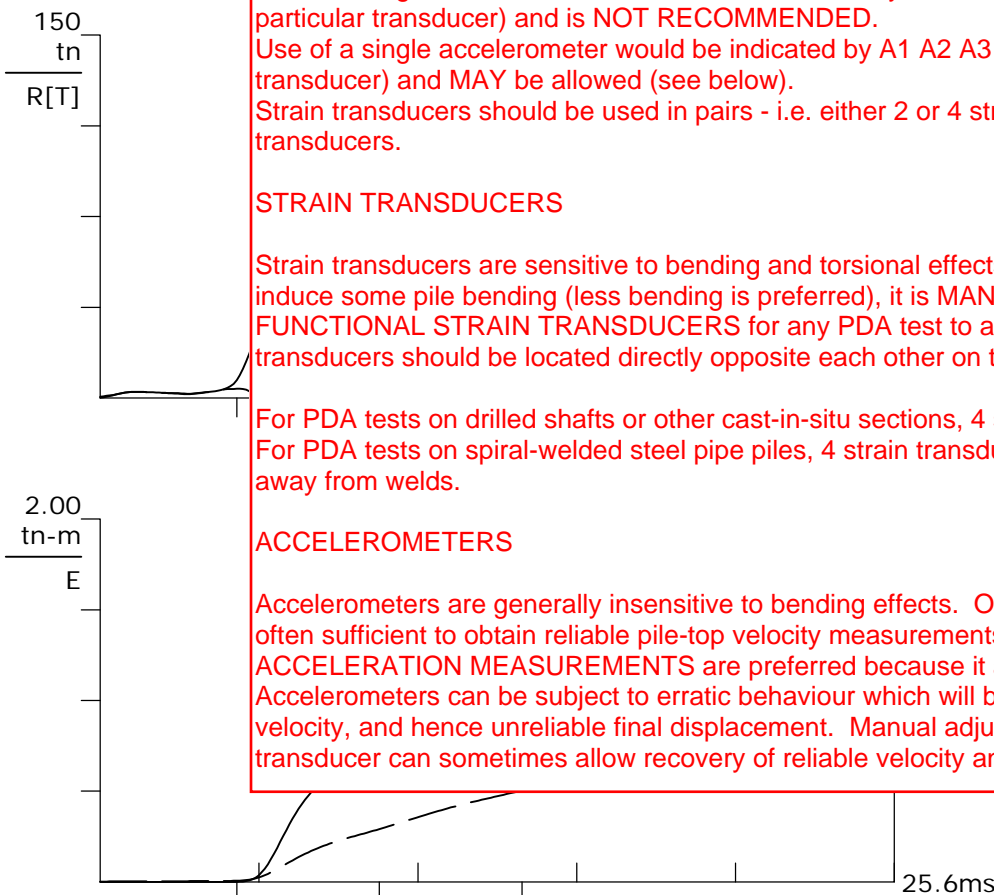 150
tn
R[T]
particular transducer) and is NOT RECOMMENDED.
Use of a single accelerometer would be indicated by A1 A2 A3
transducer) and MAY be allowed (see below).
Strain transducers should be used in pairs - i.e. either 2 or 4 str
transducers.
STRAIN TRANSDUCERS
Strain transducers are sensitive to bending and torsional effect
induce some pile bending (less bending is preferred), it is MAN
FUNCTIONAL STRAIN TRANSDUCERS for any PDA test to a
transducers should be located directly opposite each other on t
For PDA tests on drilled shafts or other cast-in-situ sections, 4
For PDA tests on spiral-welded steel pipe piles, 4 strain transdu
away from welds.
2.00
tn-m
E
ACCELEROMETERS
Accelerometers are generally insensitive to bending effects. O
often sufficient to obtain reliable pile-top velocity measurements
ACCELERATION MEASUREMENTS are preferred because it
Accelerometers can be subject to erratic behaviour which will b
velocity, and hence unreliable final displacement. Manual adju
transducer can sometimes allow recovery of reliable velocity an
25.6ms